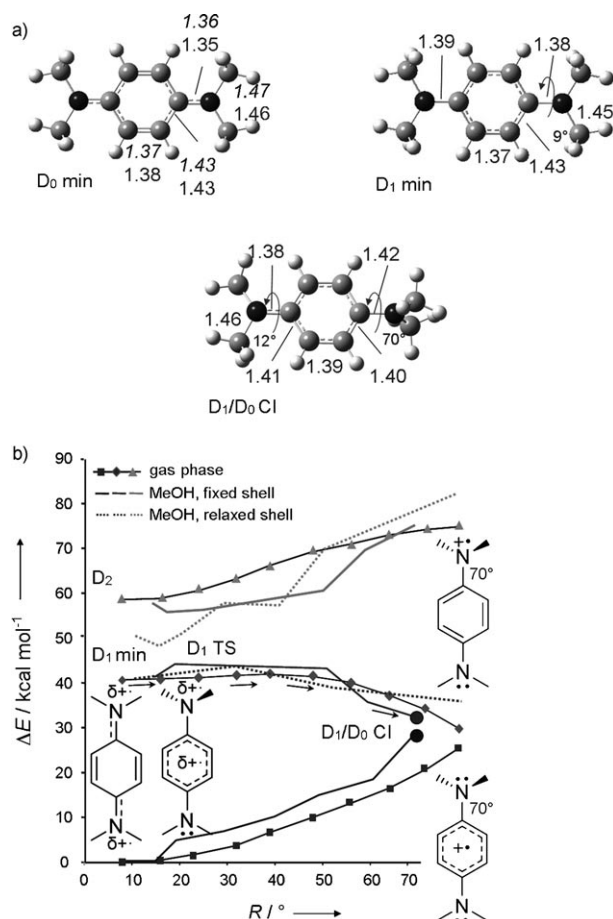 a)
1.36
1.35
1.47
1.46
1.37
1.38
1.43
1.43
D₀ min
1.39
1.38
1.45
9°
1.37
1.43
D₁ min
1.38
1.42
1.46
12°
70°
1.41
1.39
1.40
D₁/D₀ CI
b)
90
80
70
60
50
40
30
20
10
0
ΔE / kcal mol⁻¹
gas phase
MeOH, fixed shell
MeOH, relaxed shell
D₂
D₁ min
D₁ TS
D₁/D₀ CI
δ+·
N
N
δ+·
δ+·
N
δ+·
N
+·
N
70°
N
N
70°
+·
N
0 10 20 30 40 50 60 70
R / °